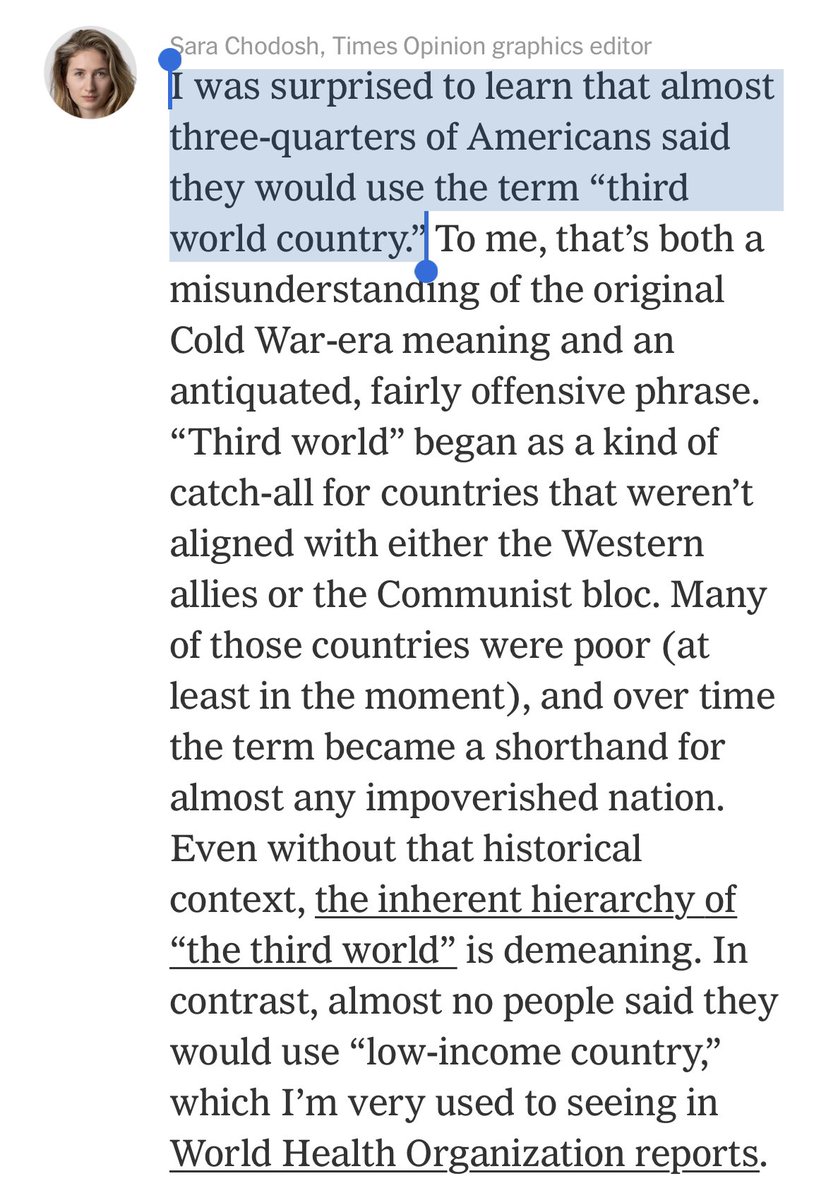 Sara Chodosh, Times Opinion graphics editor
I was surprised to learn that almost
three-quarters of Americans said
they would use the term “third
world country.” To me, that’s both a
misunderstanding of the original
Cold War-era meaning and an
antiquated, fairly offensive phrase.
“Third world” began as a kind of
catch-all for countries that weren’t
aligned with either the Western
allies or the Communist bloc. Many
of those countries were poor (at
least in the moment), and over time
the term became a shorthand for
almost any impoverished nation.
Even without that historical
context, the inherent hierarchy of
“the third world” is demeaning. In
contrast, almost no people said they
would use “low-income country,”
which I’m very used to seeing in
World Health Organization reports.